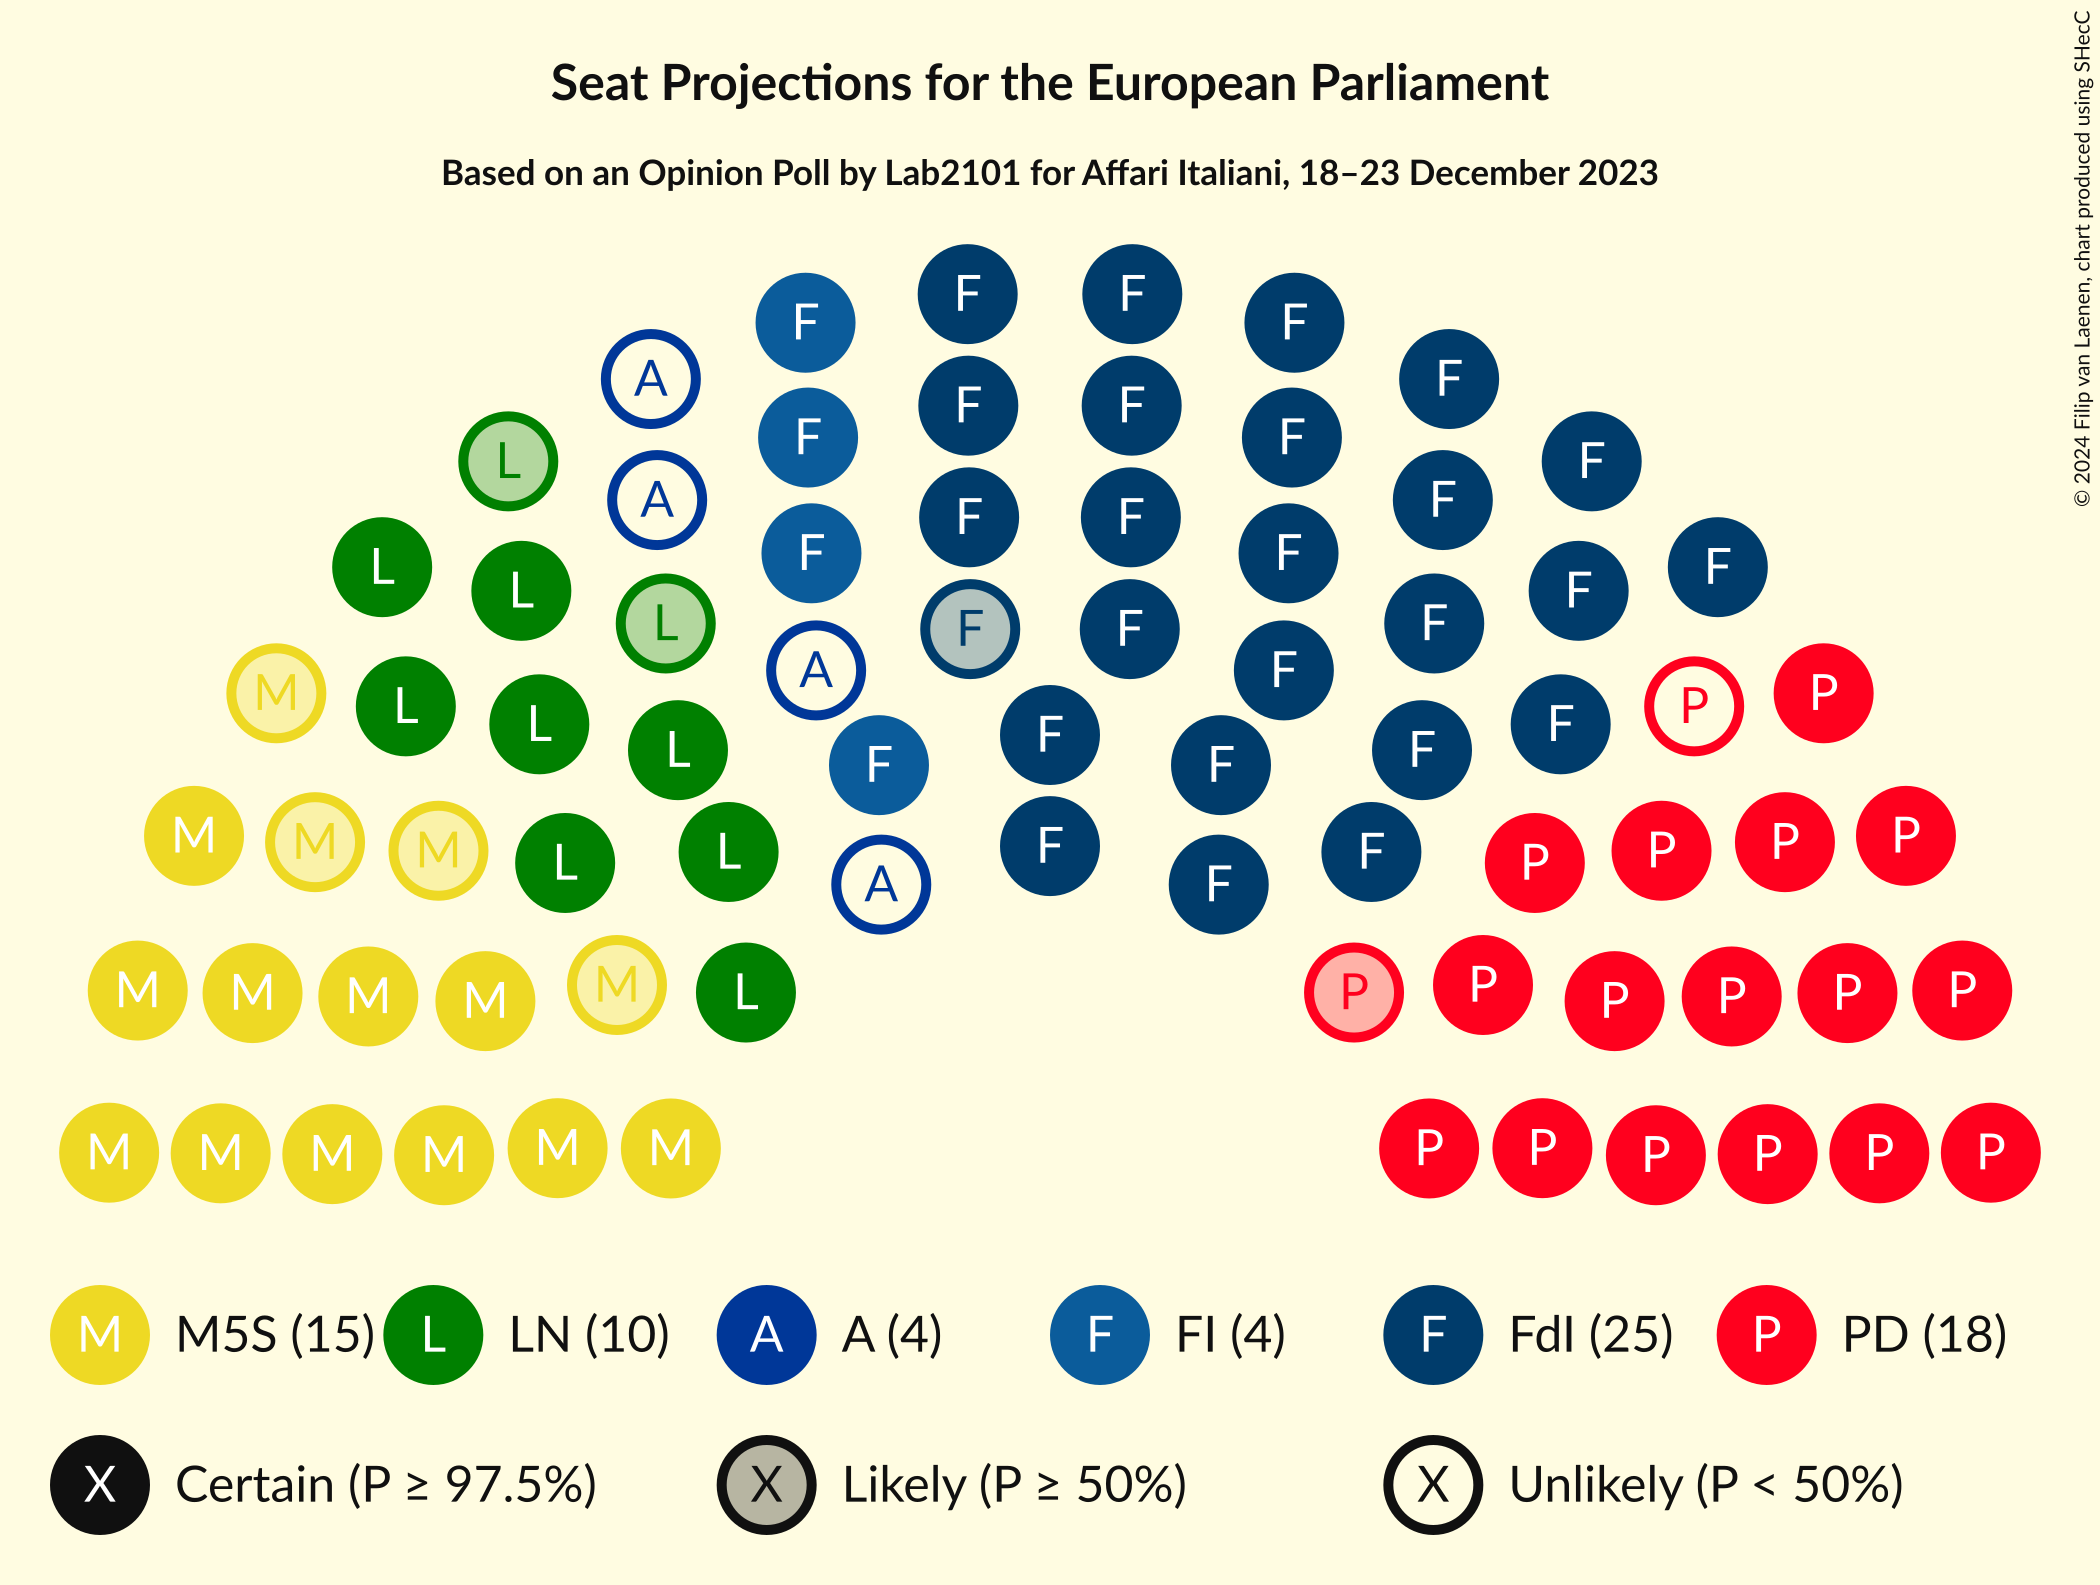 Seat Projections for the European Parliament
Based on an Opinion Poll by Lab2101 for Affari Italiani, 18–23 December 2023
© 2024 Filip van Laenen, chart produced using SHecC
F F
F F
A F
F F
F F
L F
A F
F F
L F
L F
F F
L F
L F
F F
A F
M P
L P
L F
L F
F F F
M P
M P
M P
L P
L F
F
A F
M M M M M L P P P P P P
M M M M M M P P P P P P
M M5S (15) L LN (10) A A (4) F FI (4) F FdI (25) P PD (18)
X Certain (P ≥ 97.5%) X Likely (P ≥ 50%) X Unlikely (P < 50%)